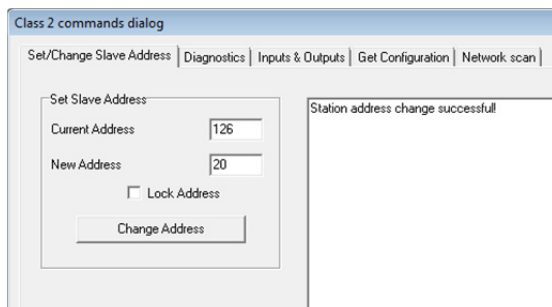 Class 2 commands dialog
Set/Change Slave Address Diagnostics Inputs & Outputs Get Configuration Network scan
Set Slave Address
Current Address 126
New Address 20
Lock Address
Change Address
Station address change successful!